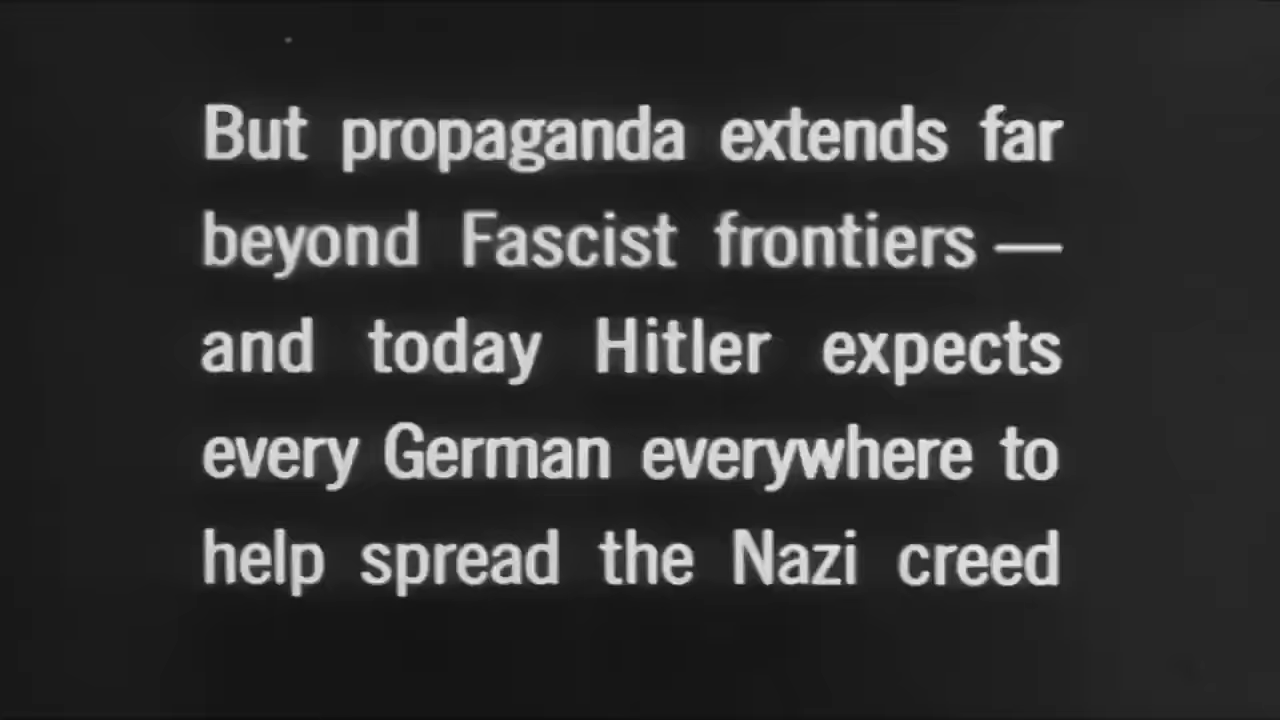 But propaganda extends far
beyond Fascist frontiers —
and today Hitler expects
every German everywhere to
help spread the Nazi creed